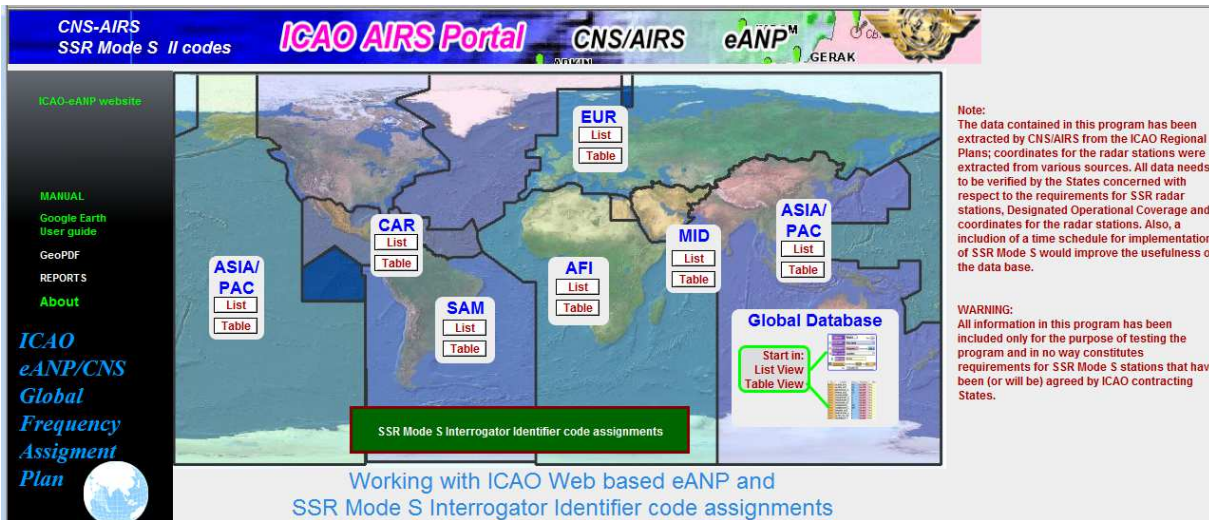 CNS-AIRS
SSR Mode S II codes
ICAO AIRS Portal
CNS/AIRS
eANP
M
GERAK
ICAO-eANP website
MANUAL
Google Earth
User guide
GeoPDF
REPORTS
About
ICAO
eANP/CNS
Global
Frequency
Assigment
Plan
EUR
List
Table
CAR
List
Table
ASIA/
PAC
List
Table
SAM
List
Table
AFI
List
Table
MID
List
Table
ASIA/
PAC
List
Table
Global Database
Start in:
List View
Table View
SSR Mode S Interrogator Identifier code assignments
Working with ICAO Web based eANP and
SSR Mode S Interrogator Identifier code assignments
Note:
The data contained in this program has been
extracted by CNS/AIRS from the ICAO Regional
Plans; coordinates for the radar stations were
extracted from various sources. All data needs
to be verified by the States concerned with
respect to the requirements for SSR radar
stations, Designated Operational Coverage and
coordinates for the radar stations. Also, a
includion of a time schedule for implementation
of SSR Mode S would improve the usefulness o
the data base.
WARNING:
All information in this program has been
included only for the purpose of testing the
program and in no way constitutes
requirements for SSR Mode S stations that hav
been (or will be) agreed by ICAO contracting
States.